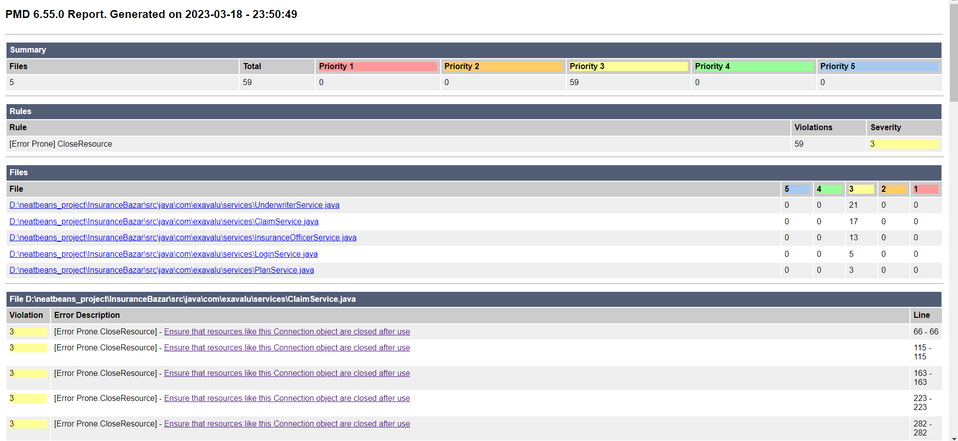 PMD 6.55.0 Report. Generated on 2023-03-18 - 23:50:49
Summary
Files Total Priority 1 Priority 2 Priority 3 Priority 4 Priority 5
5 59 0 0 59 0 0
Rules
Rule Violations Severity
[Error Prone] CloseResource 59 3
Files
File 5 4 3 2 1
D:\neatbeans_project\InsuranceBazar\src\java\com\exavalu\services\UnderwriterService.java 0 0 21 0 0
D:\neatbeans_project\InsuranceBazar\src\java\com\exavalu\services\ClaimService.java 0 0 17 0 0
D:\neatbeans_project\InsuranceBazar\src\java\com\exavalu\services\InsuranceOfficerService.java 0 0 13 0 0
D:\neatbeans_project\InsuranceBazar\src\java\com\exavalu\services\LoginService.java 0 0 5 0 0
D:\neatbeans_project\InsuranceBazar\src\java\com\exavalu\services\PlanService.java 0 0 3 0 0
File D:\neatbeans_project\InsuranceBazar\src\java\com\exavalu\services\ClaimService.java
Violation Error Description Line
3 [Error Prone.CloseResource] - Ensure that resources like this Connection object are closed after use 66 - 66
3 [Error Prone.CloseResource] - Ensure that resources like this Connection object are closed after use 115 -
115
3 [Error Prone.CloseResource] - Ensure that resources like this Connection object are closed after use 163 -
163
3 [Error Prone.CloseResource] - Ensure that resources like this Connection object are closed after use 223 -
223
3 [Error Prone.CloseResource] - Ensure that resources like this Connection object are closed after use 282 -
282